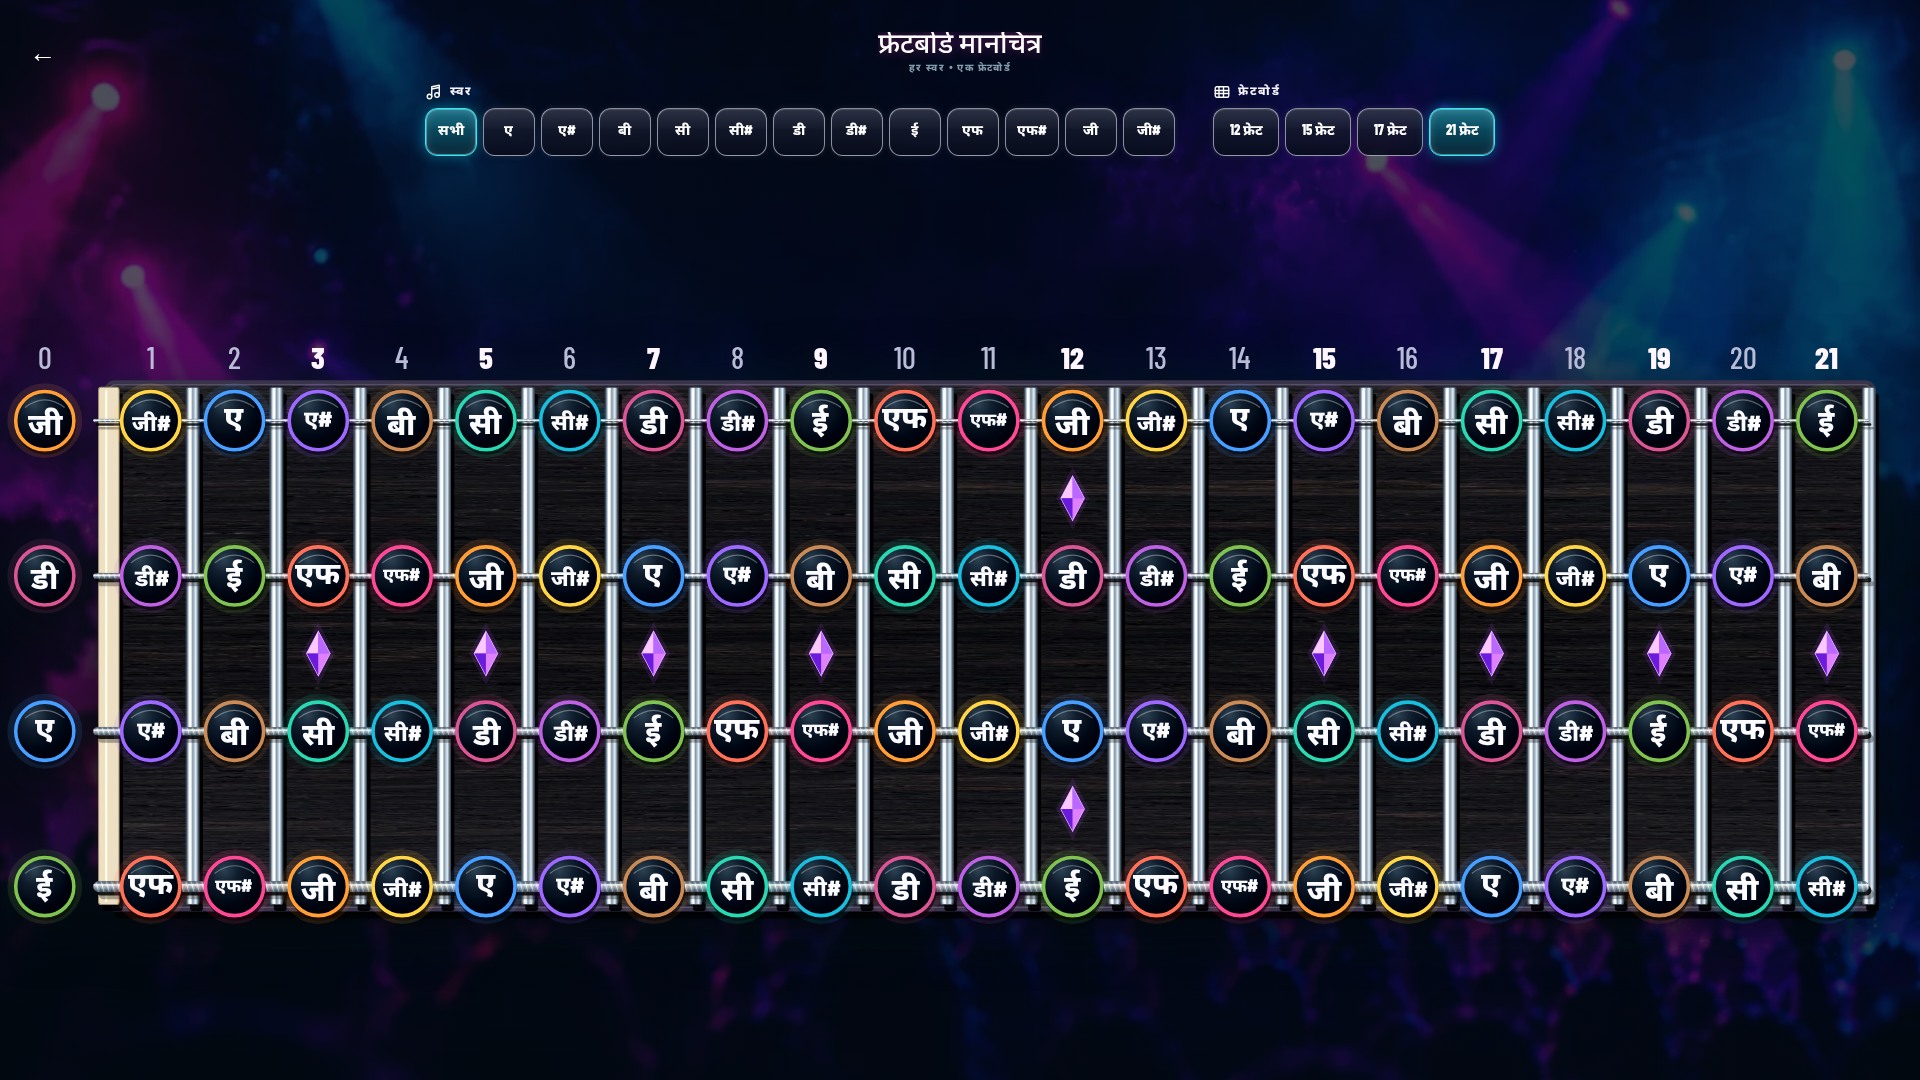 ←
फ्रेटबोर्ड मानचित्र
हर स्वर • एक फ्रेटबोर्ड
स्वर
सभी ए ए# बी सी सी# डी डी# ई एफ एफ# जी जी#
फ्रेटबोर्ड
12 फ्रेट 15 फ्रेट 17 फ्रेट 21 फ्रेट
0 1 2 3 4 5 6 7 8 9 10 11 12 13 14 15 16 17 18 19 20 21
जी जी# ए ए# बी सी सी# डी डी# ई एफ एफ# जी जी# ए ए# बी सी सी# डी डी# ई
डी डी# ई एफ एफ# जी जी# ए ए# बी सी सी# डी डी# ई एफ एफ# जी जी# ए ए# बी
ए ए# बी सी सी# डी डी# ई एफ एफ# जी जी# ए ए# बी सी सी# डी डी# ई एफ एफ#
ई एफ एफ# जी जी# ए ए# बी सी सी# डी डी# ई एफ एफ# जी जी# ए ए# बी सी सी#